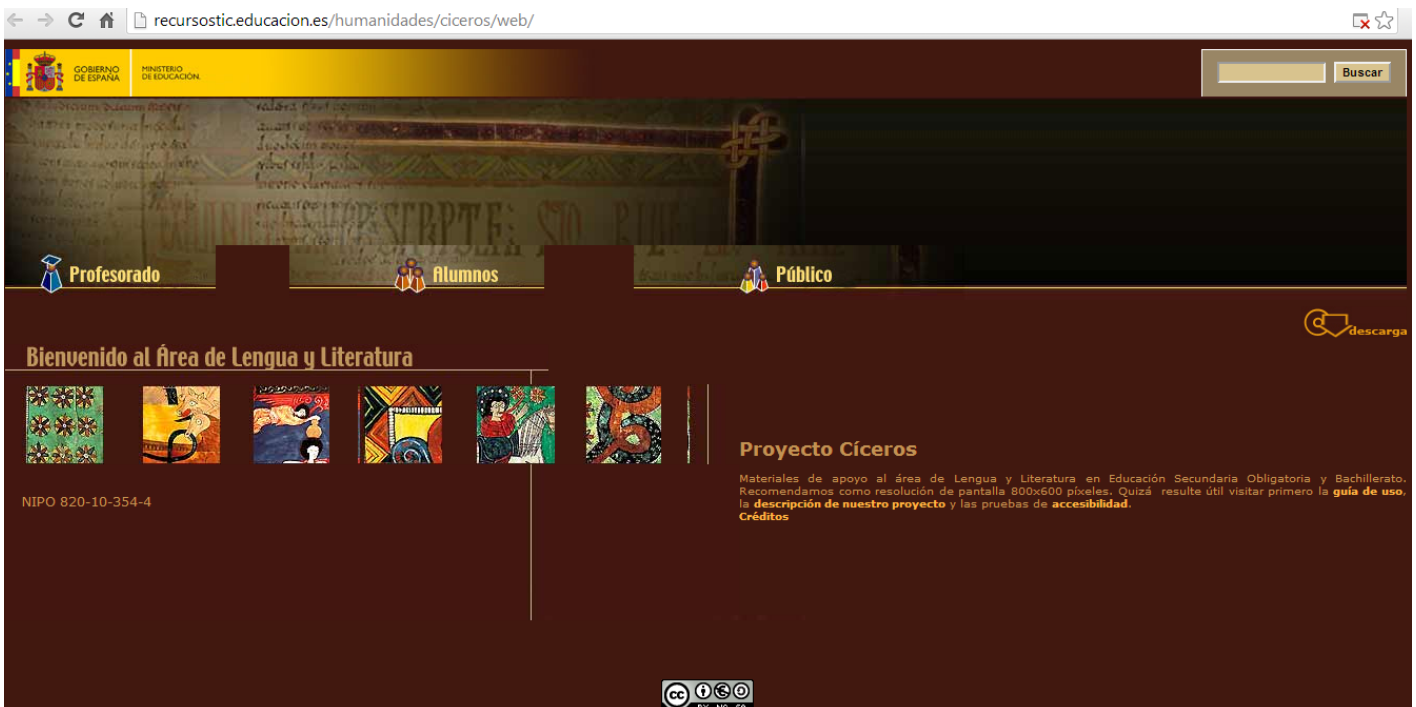 recursostic.educacion.es/humanidades/ciceros/web/
GOBIERNO
DE ESPAÑA
MINISTERIO
DE EDUCACIÓN
Buscar
Profesorado
Alumnos
Público
descarga
Bienvenido al Área de Lengua y Literatura
Proyecto Cíceros
Materiales de apoyo al área de Lengua y Literatura en Educación Secundaria Obligatoria y Bachillerato.
Recomendamos como resolución de pantalla 800x600 píxeles. Quizá resulte útil visitar primero la guía de uso,
la descripción de nuestro proyecto y las pruebas de accesibilidad.
Créditos
NIPO 820-10-354-4
cc